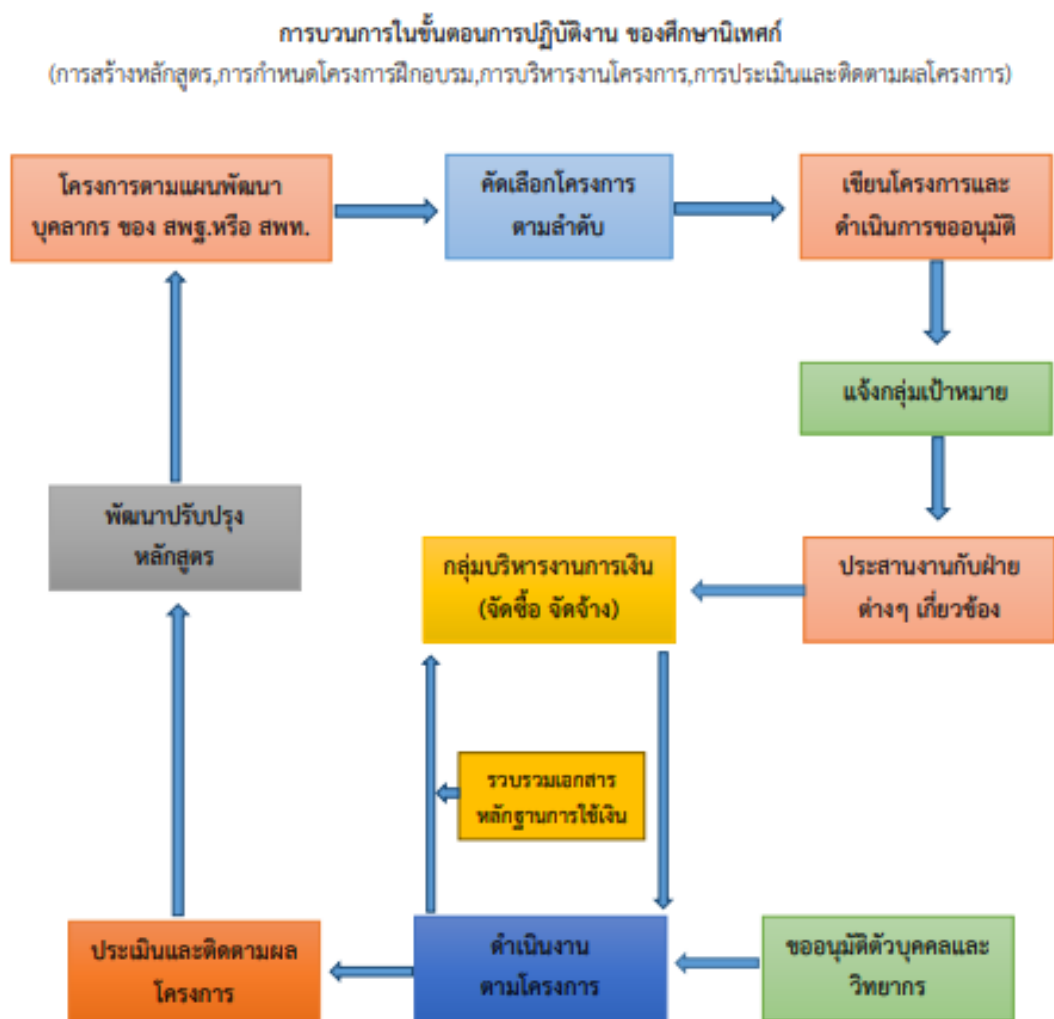 การบวนการในขั้นตอนการปฏิบัติงาน ของศึกษานิเทศก์
(การสร้างหลักสูตร,การกำหนดโครงการฝึกอบรม,การบริหารงานโครงการ,การประเมินและติดตามผลโครงการ)
โครงการตามแผนพัฒนา
บุคลากร ของ สพฐ.หรือ สพท.
คัดเลือกโครงการ
ตามลำดับ
เขียนโครงการและ
ดำเนินการขออนุมัติ
แจ้งกลุ่มเป้าหมาย
พัฒนาปรับปรุง
หลักสูตร
กลุ่มบริหารงานการเงิน
(จัดซื้อ จัดจ้าง)
ประสานงานกับฝ่าย
ต่างๆ เกี่ยวข้อง
รวบรวมเอกสาร
หลักฐานการใช้เงิน
ประเมินและติดตามผล
โครงการ
ดำเนินงาน
ตามโครงการ
ขออนุมัติตัวบุคคลและ
วิทยากร